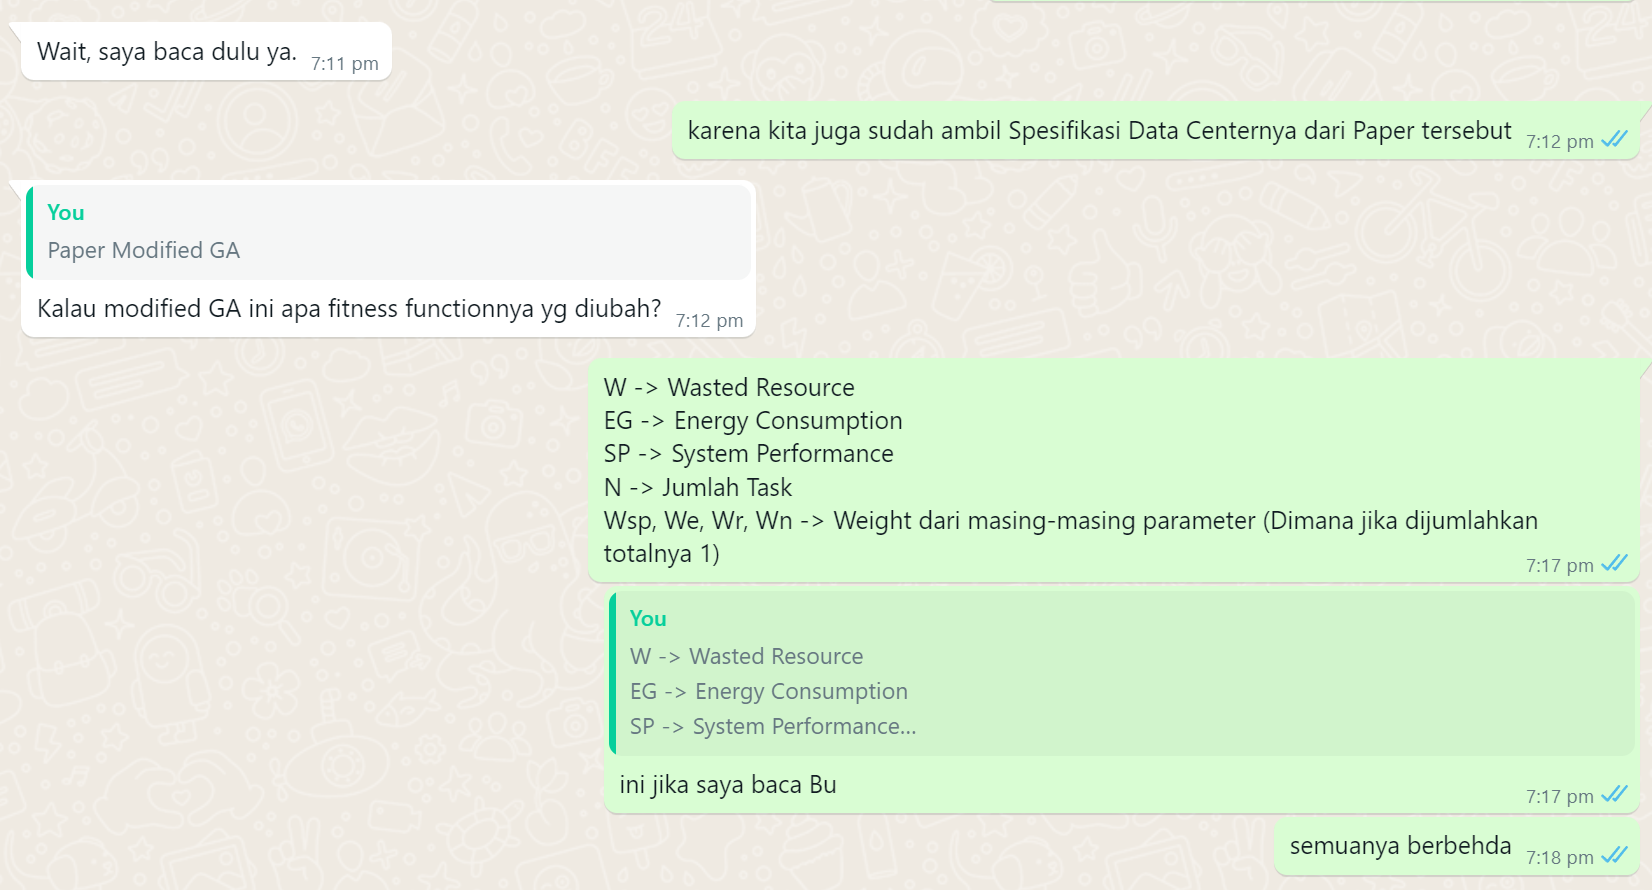 Wait, saya baca dulu ya.
7:11 pm
karena kita juga sudah ambil Spesifikasi Data Centernya dari Paper tersebut
7:12 pm
You
Paper Modified GA
Kalau modified GA ini apa fitness functionnya yg diubah?
7:12 pm
W -> Wasted Resource
EG -> Energy Consumption
SP -> System Performance
N -> Jumlah Task
Wsp, We, Wr, Wn -> Weight dari masing-masing parameter (Dimana jika dijumlahkan
totalnya 1)
7:17 pm
You
W -> Wasted Resource
EG -> Energy Consumption
SP -> System Performance...
ini jika saya baca Bu
7:17 pm
semuanya berbehda
7:18 pm